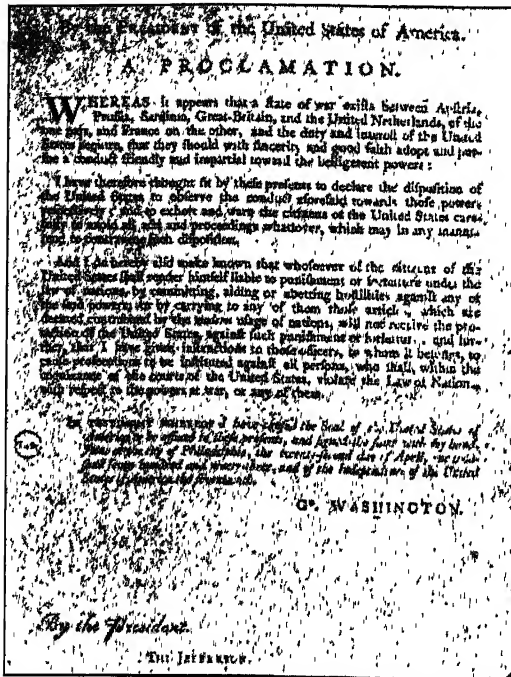 By the PRESIDENT of the United States of America.
A PROCLAMATION.
WHEREAS it appears that a state of war exists between Austria,
Prussia, Sardinia, Great-Britain, and the United Netherlands, of the
one part, and France on the other, and the duty and interest of the United
States require, that they should with sincerity and good faith adopt and pur-
sue a conduct friendly and impartial toward the belligerent powers:
I have therefore thought fit by these presents to declare the disposition of
the United States to observe the conduct aforesaid towards those powers
respectively; and to exhort and warn the citizens of the United States care-
fully to avoid all acts and proceedings whatsoever, which may in any manner
tend to contravene such disposition.
And I do hereby also make known that whosoever of the citizens of the
United States shall render himself liable to punishment or forfeiture under the
law of nations, by committing, aiding or abetting hostilities against any of
the said powers, or by carrying to any of them those articles, which are
deemed contraband by the modern usage of nations, will not receive the pro-
tection of the United States, against such punishment or forfeiture: and fur-
ther, that I have given instructions to those officers, to whom it belongs, to
cause prosecutions to be instituted against all persons, who shall, within the
cognizance of the courts of the United States, violate the Law of Nations,
with respect to the powers at war, or any of them.
In testimony whereof I have caused the Seal of the United States of
America to be affixed to these presents, and signed the same with my hand.
Done at the city of Philadelphia, the twenty-second day of April, one thou-
sand seven hundred and ninety-three, and of the Independence of the United
States of America the seventeenth.
Go. WASHINGTON.
By the President.
TH: JEFFERSON.